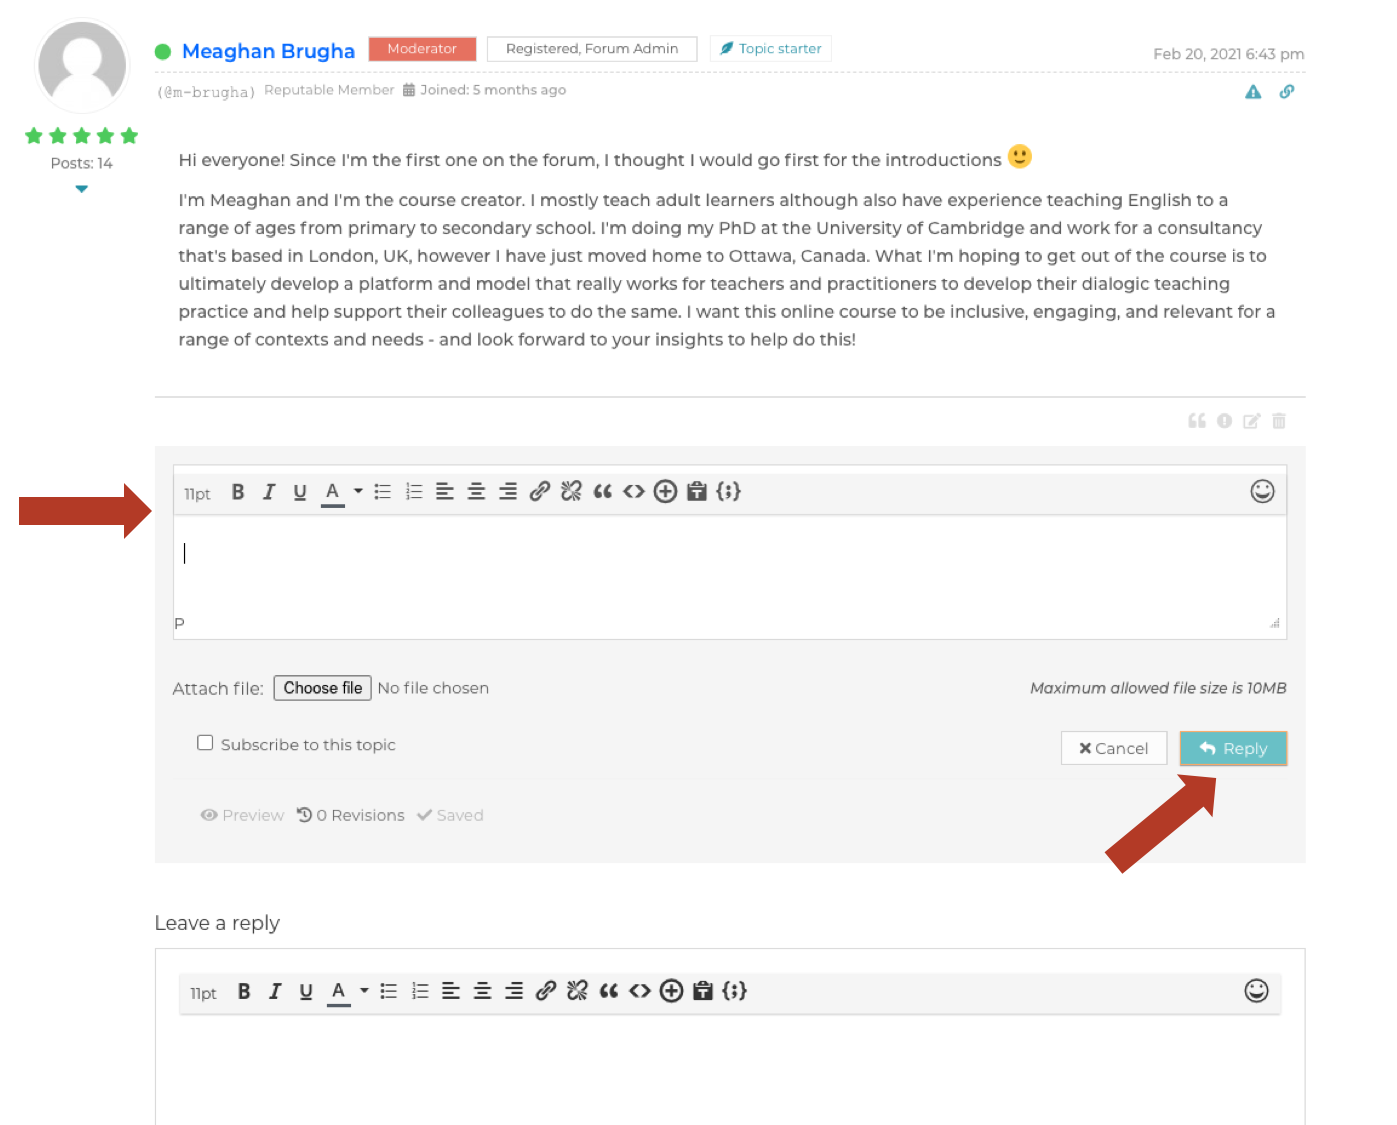 Meaghan Brugha Moderator Registered, Forum Admin Topic starter Feb 20, 2021 6:43 pm
(@m-brugha) Reputable Member Joined: 5 months ago
Posts: 14
Hi everyone! Since I'm the first one on the forum, I thought I would go first for the introductions 🙂
I'm Meaghan and I'm the course creator. I mostly teach adult learners although also have experience teaching English to a
range of ages from primary to secondary school. I'm doing my PhD at the University of Cambridge and work for a consultancy
that's based in London, UK, however I have just moved home to Ottawa, Canada. What I'm hoping to get out of the course is to
ultimately develop a platform and model that really works for teachers and practitioners to develop their dialogic teaching
practice and help support their colleagues to do the same. I want this online course to be inclusive, engaging, and relevant for a
range of contexts and needs - and look forward to your insights to help do this!
11pt B I U A
P
Attach file: Choose file No file chosen Maximum allowed file size is 10MB
Subscribe to this topic Cancel Reply
Preview 0 Revisions Saved
Leave a reply
11pt B I U A